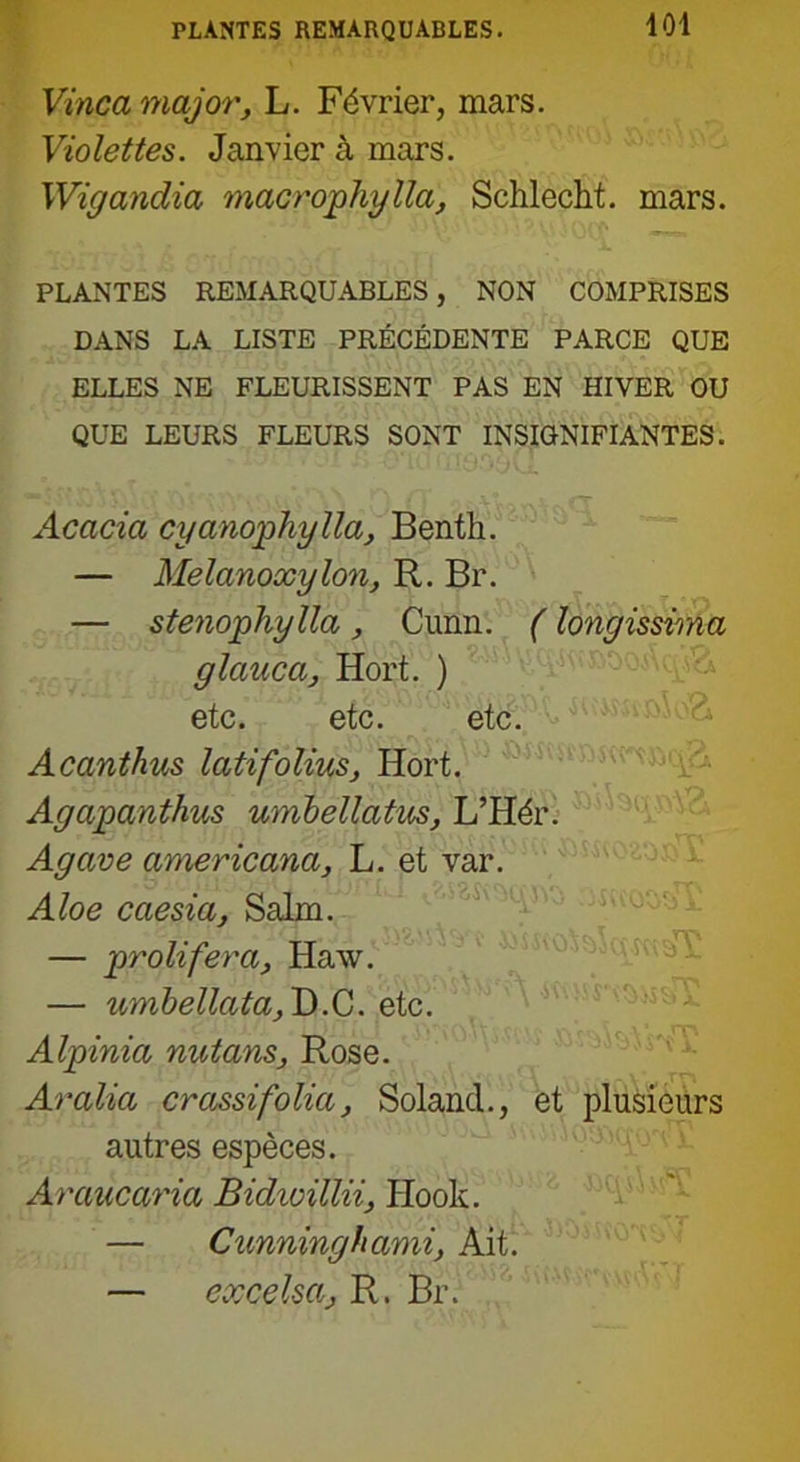 PLANTES REMARQUABLES. 101
Vinca major, L. Février, mars.
Violettes. Janvier à mars.
Wigandia macrophylla, Schlecht. mars.
PLANTES REMARQUABLES, NON COMPRISES
DANS LA LISTE PRÉCÉDENTE PARCE QUE
ELLES NE FLEURISSENT PAS EN HIVER OU
QUE LEURS FLEURS SONT INSIGNIFIANTES.
Acacia cyanophylla, Benth.
— Melanoxylon, R. Br.
— stenophylla, Cunn. (longissima
glauca, Hort. )
etc. etc. etc.
Acanthus latifolius, Hort.
Agapanthus umbellatus, L'Hér.
Agave americana, L. et var.
Aloe caesia, Salm.
— prolifera, Haw.
— umbellata, D.C. etc.
Alpinia nutans, Rose.
Aralia crassifolia, Soland., et plusieurs
autres espèces.
Araucaria Bidwillii, Hook.
— Cunninghami, Ait.
— excelsa, R. Br.